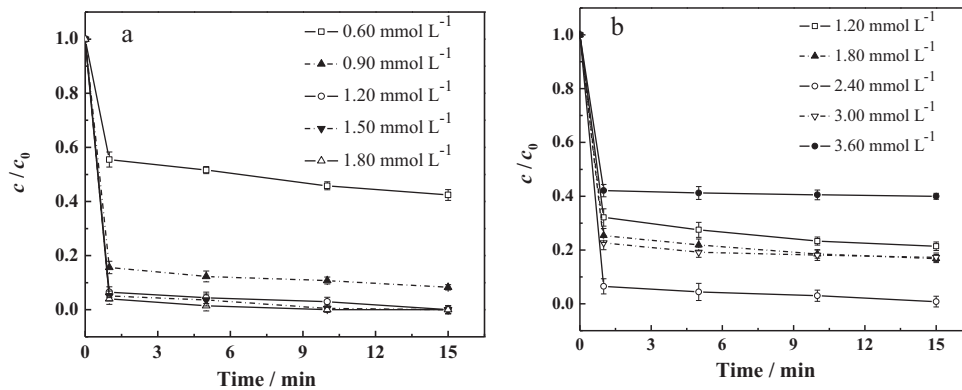 a
0.60 mmol L⁻¹
0.90 mmol L⁻¹
1.20 mmol L⁻¹
1.50 mmol L⁻¹
1.80 mmol L⁻¹
1.0
0.8
0.6
0.4
0.2
0.0
c / c₀
0 3 6 9 12 15
Time / min
b
1.20 mmol L⁻¹
1.80 mmol L⁻¹
2.40 mmol L⁻¹
3.00 mmol L⁻¹
3.60 mmol L⁻¹
1.0
0.8
0.6
0.4
0.2
0.0
c / c₀
0 3 6 9 12 15
Time / min